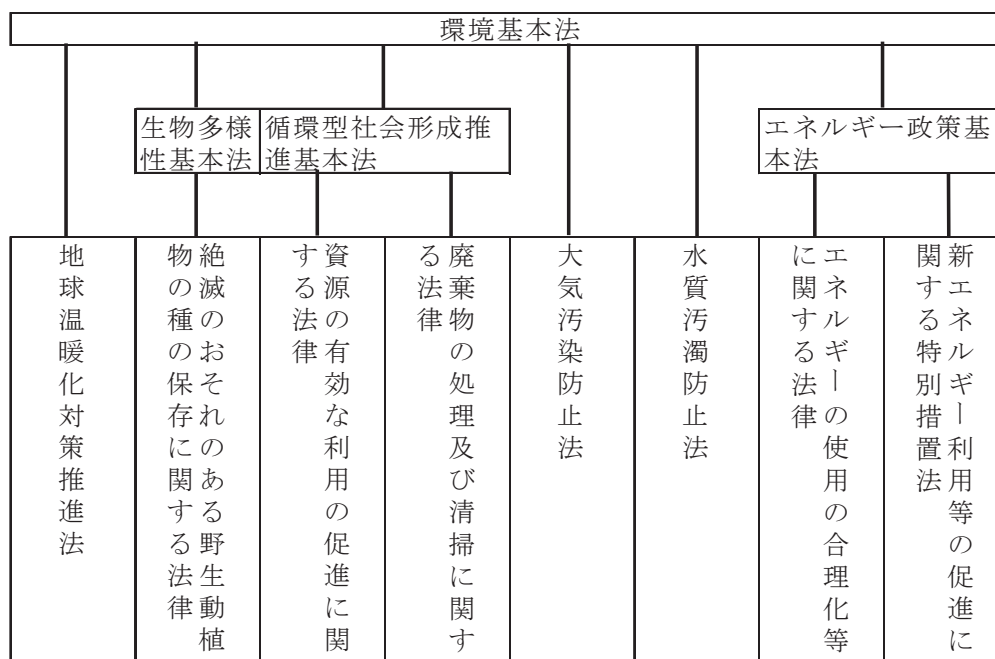 環境基本法
生物多様
性基本法
循環型社会形成推
進基本法
エネルギー政策基
本法
地球温暖化対策推進法
絶滅のおそれのある野生動植
物の種の保存に関する法律
資源の有効な利用の促進に関
する法律
廃棄物の処理及び清掃に関す
る法律
大気汚染防止法
水質汚濁防止法
エネルギーの使用の合理化等
に関する法律
新エネルギー利用等の促進に
関する特別措置法